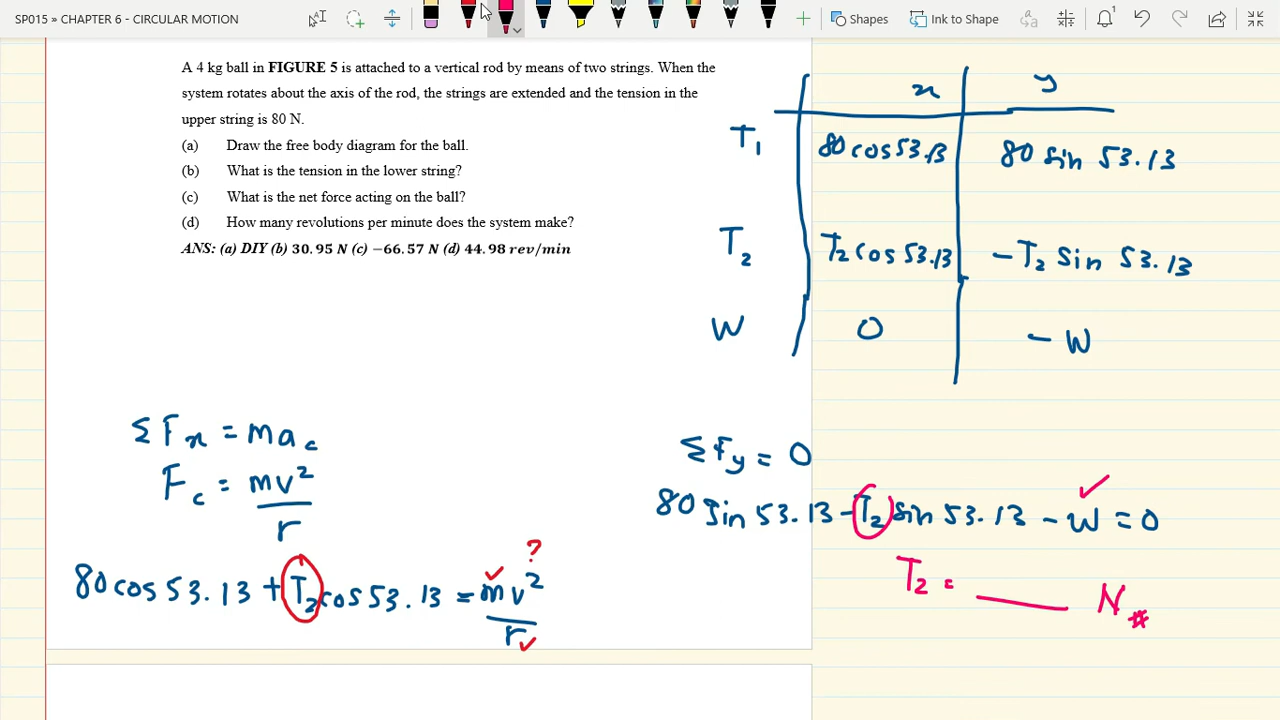 SP015 » CHAPTER 6 - CIRCULAR MOTION
Shapes
Ink to Shape
A 4 kg ball in FIGURE 5 is attached to a vertical rod by means of two strings. When the
system rotates about the axis of the rod, the strings are extended and the tension in the
upper string is 80 N.
(a) Draw the free body diagram for the ball.
(b) What is the tension in the lower string?
(c) What is the net force acting on the ball?
(d) How many revolutions per minute does the system make?
ANS: (a) DIY (b) 30.95 N (c) −66.57 N (d) 44.98 rev/min
x y
T₁ 80 cos 53.13 80 sin 53.13
T₂ T₂ cos 53.13 −T₂ sin 53.13
W 0 −W
ΣFx = mac
Fc = mv²/r
80 cos 53.13 + T₂ cos 53.13 = mv²/r
?
ΣFy = 0
80 sin 53.13 − T₂ sin 53.13 − W = 0
T₂ = ____ N #